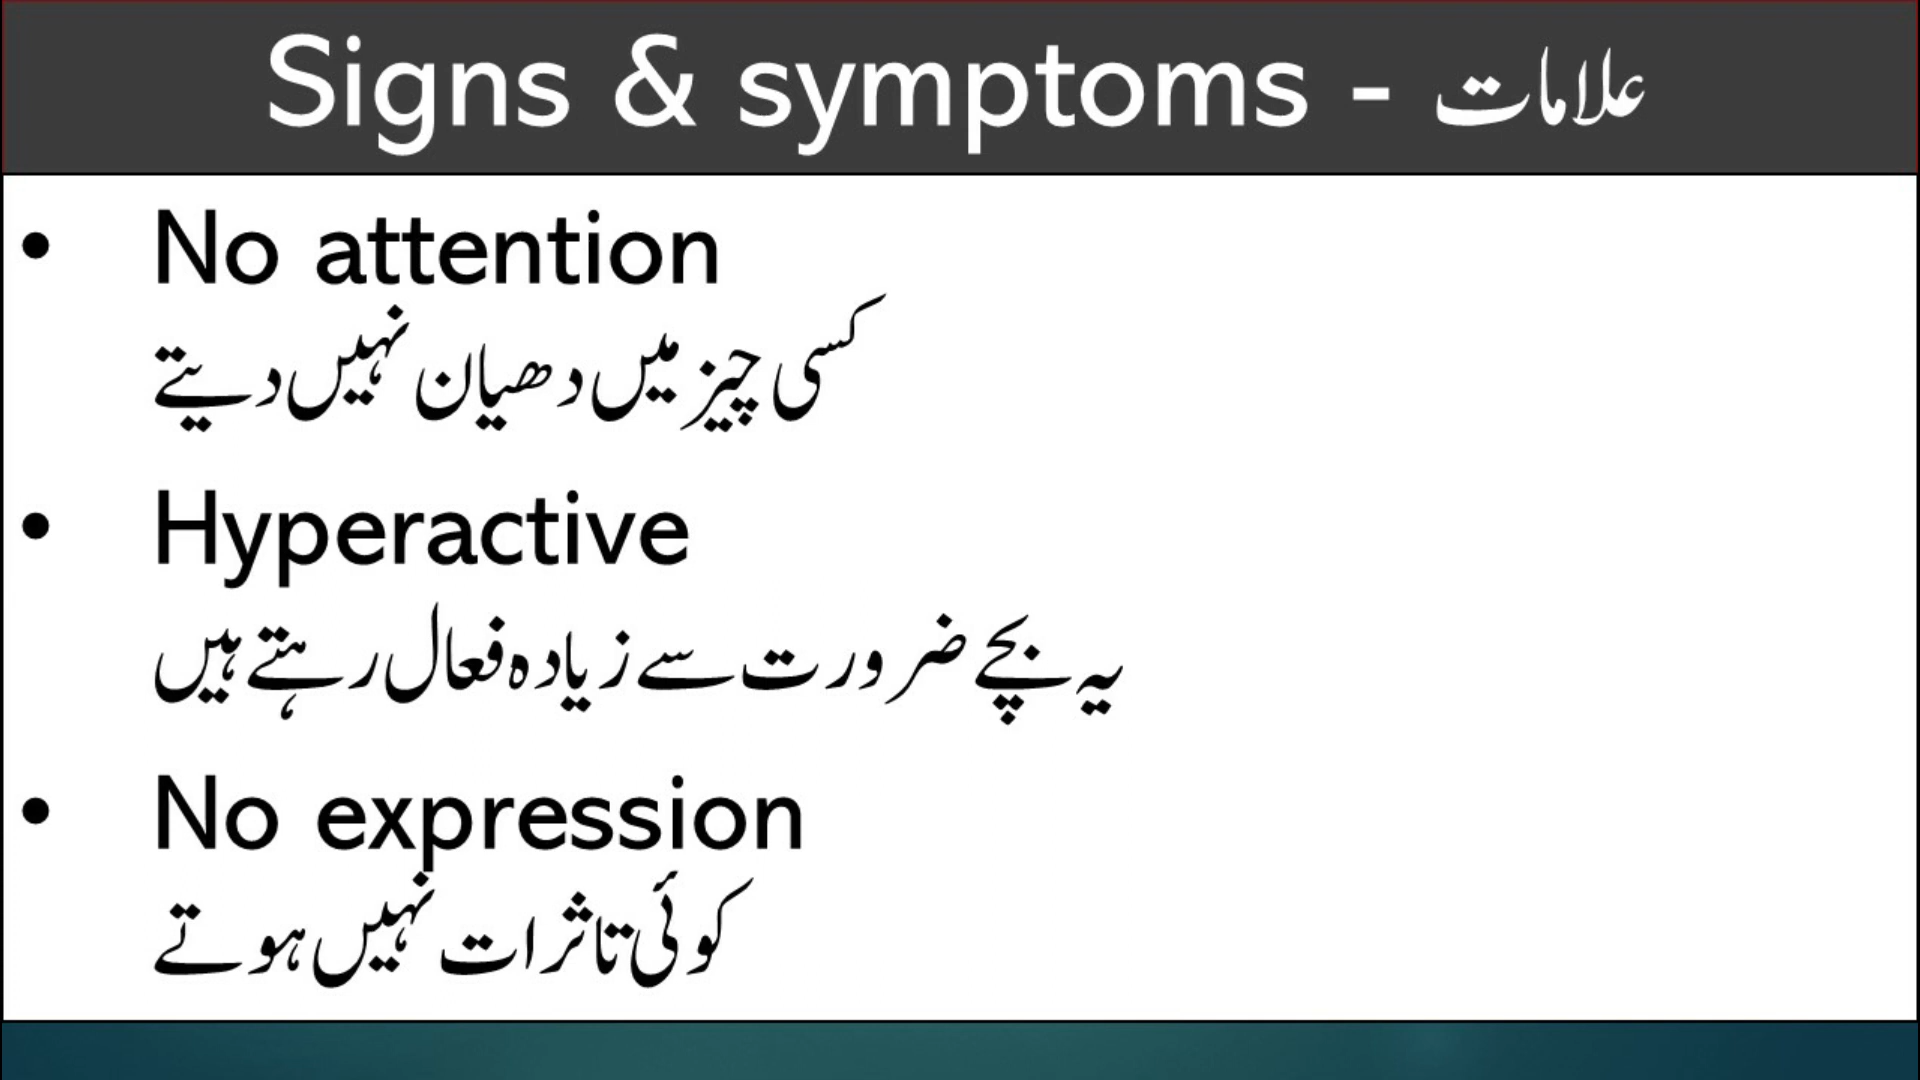 Signs & symptoms - علامات
• No attention
کسی چیز میں دھیان نہیں دیتے
• Hyperactive
یہ بچے ضرورت سے زیادہ فعال رہتے ہیں
• No expression
کوئی تاثرات نہیں ہوتے